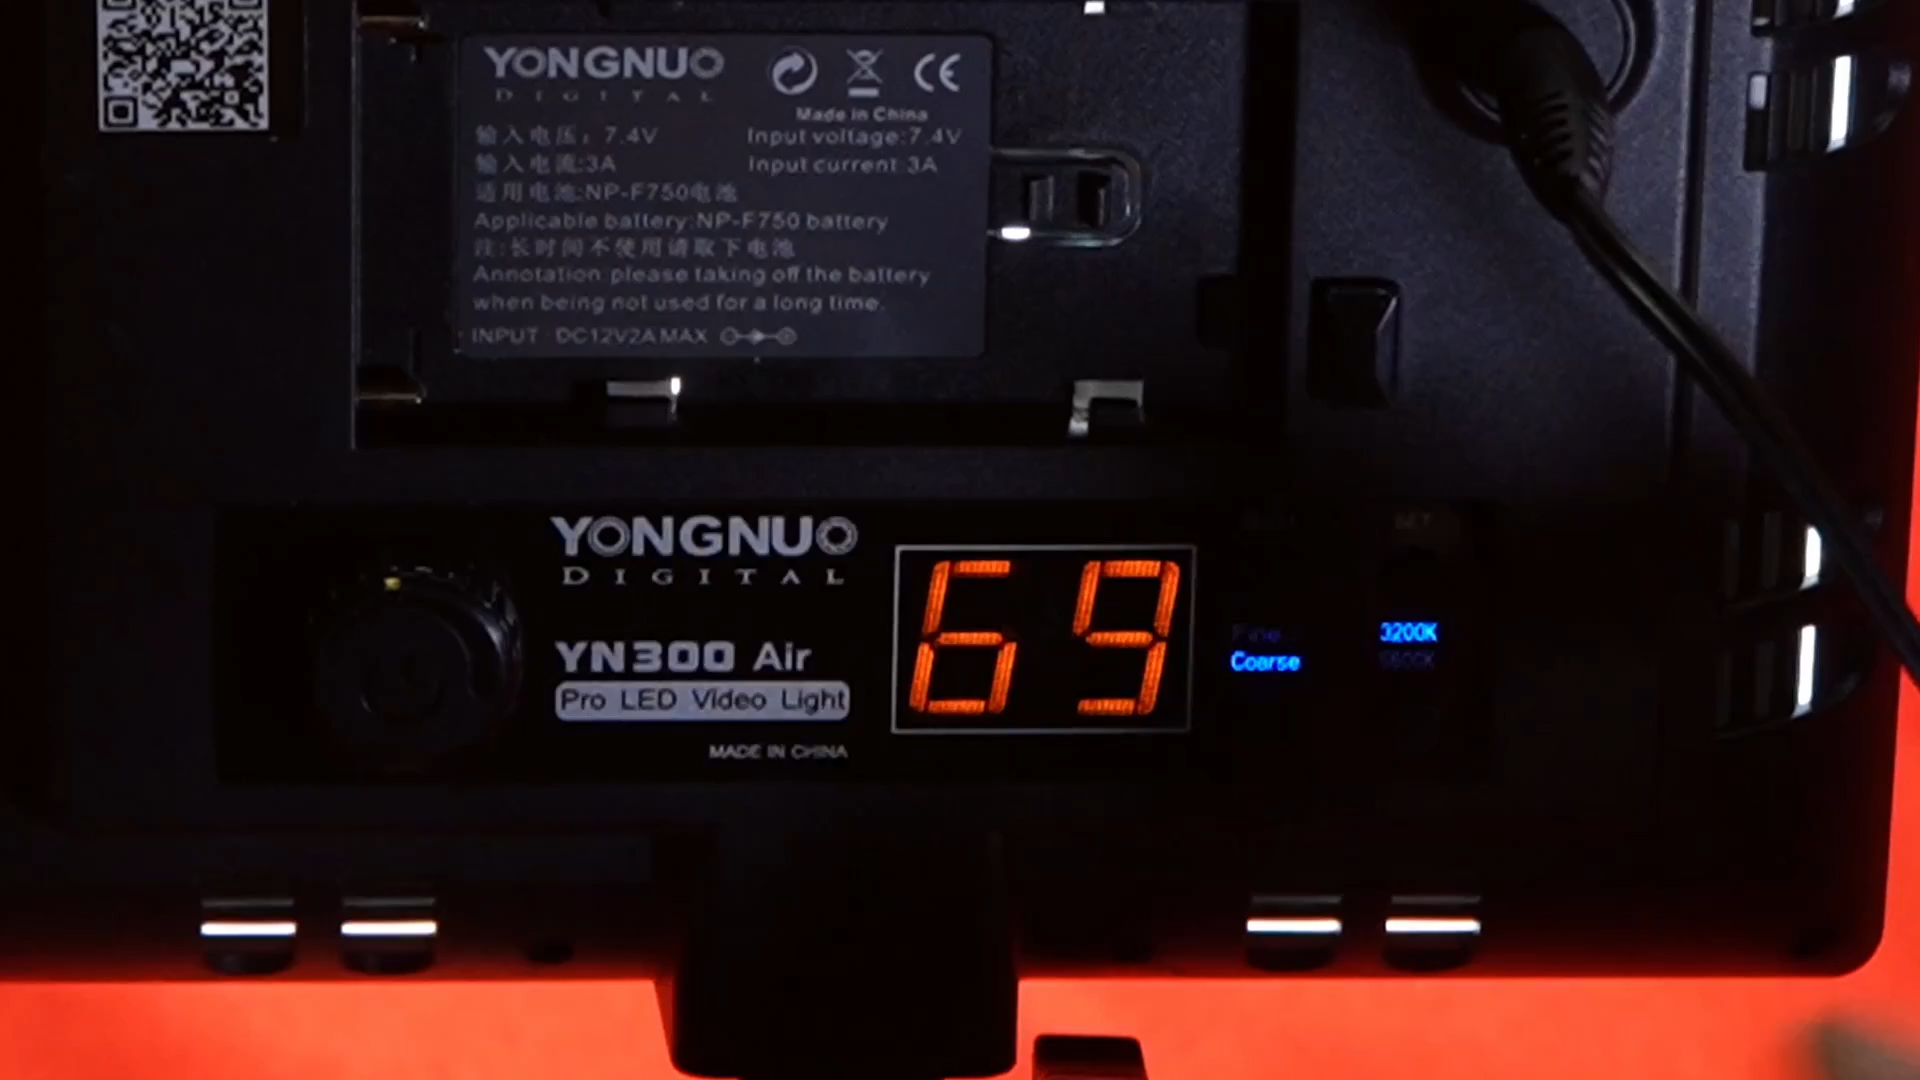 YONGNUO
DIGITAL
CE
Made in China
输入电压：7.4V
Input voltage:7.4V
输入电流:3A
Input current:3A
适用电池:NP-F750电池
Applicable battery:NP-F750 battery
注:长时间不使用请取下电池
Annotation:please taking off the battery
when being not used for a long time.
INPUT DC12V2A MAX
YONGNUO
DIGITAL
YN300 Air
Pro LED Video Light
MADE IN CHINA
69
SET
Fine
Coarse
3200K
5600K